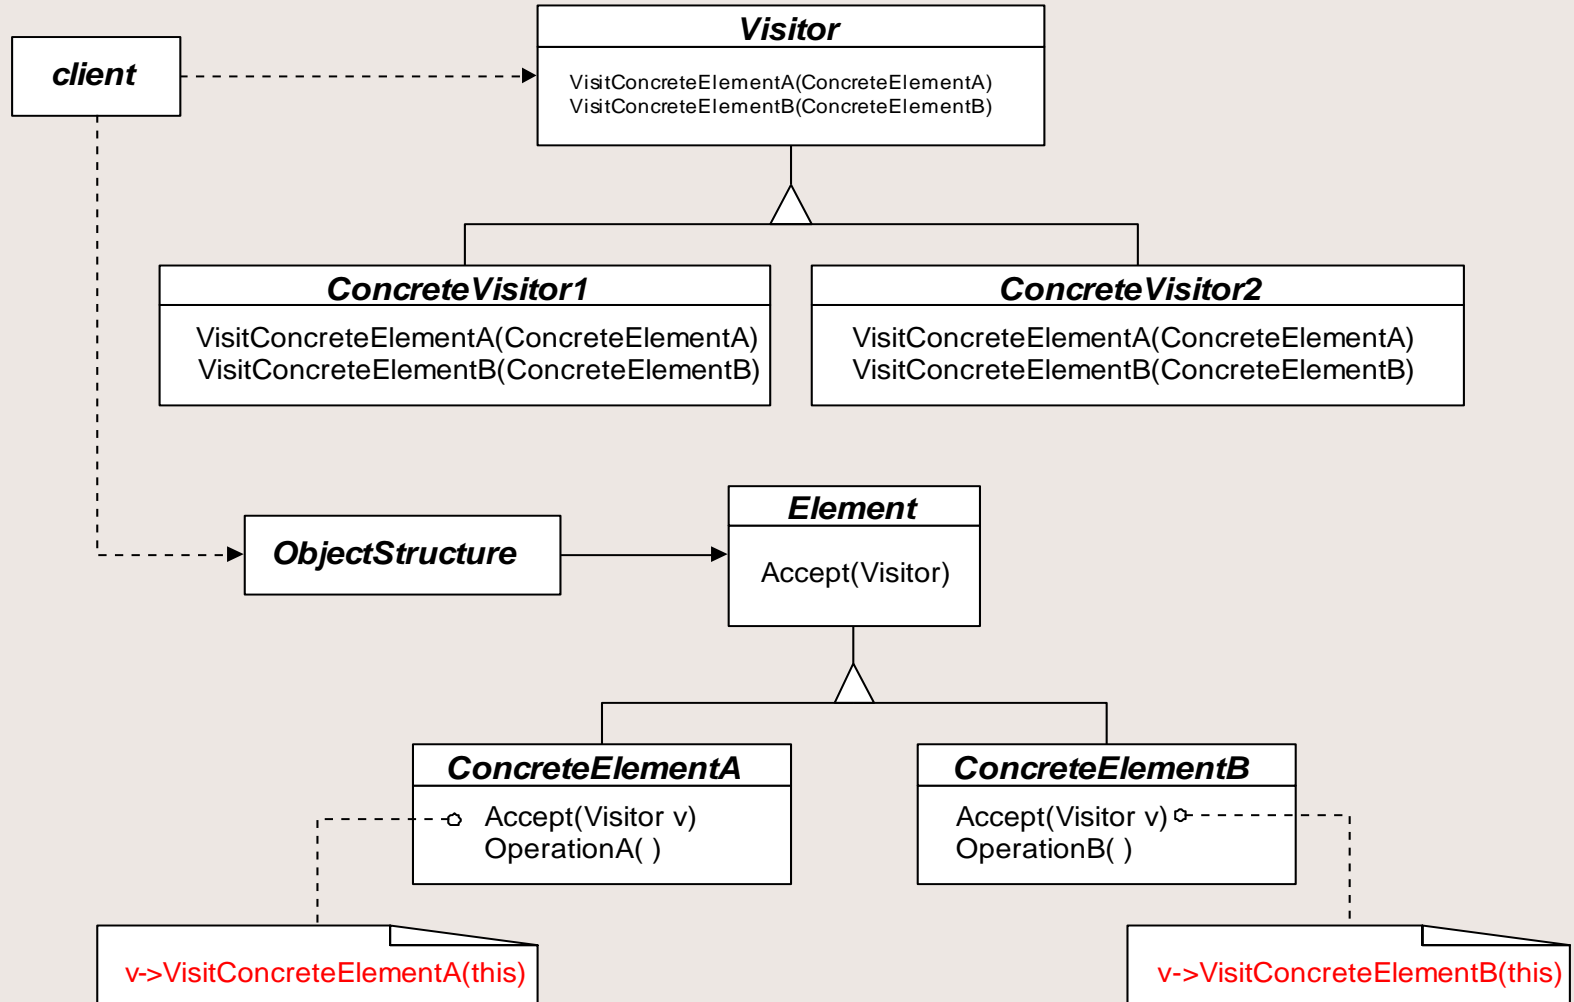 Visitor
client
VisitConcreteElementA(ConcreteElementA)
VisitConcreteElementB(ConcreteElementB)
ConcreteVisitor1
VisitConcreteElementA(ConcreteElementA)
VisitConcreteElementB(ConcreteElementB)
ConcreteVisitor2
VisitConcreteElementA(ConcreteElementA)
VisitConcreteElementB(ConcreteElementB)
ObjectStructure
Element
Accept(Visitor)
ConcreteElementA
Accept(Visitor v)
OperationA( )
ConcreteElementB
Accept(Visitor v)
OperationB( )
v->VisitConcreteElementA(this)
v->VisitConcreteElementB(this)